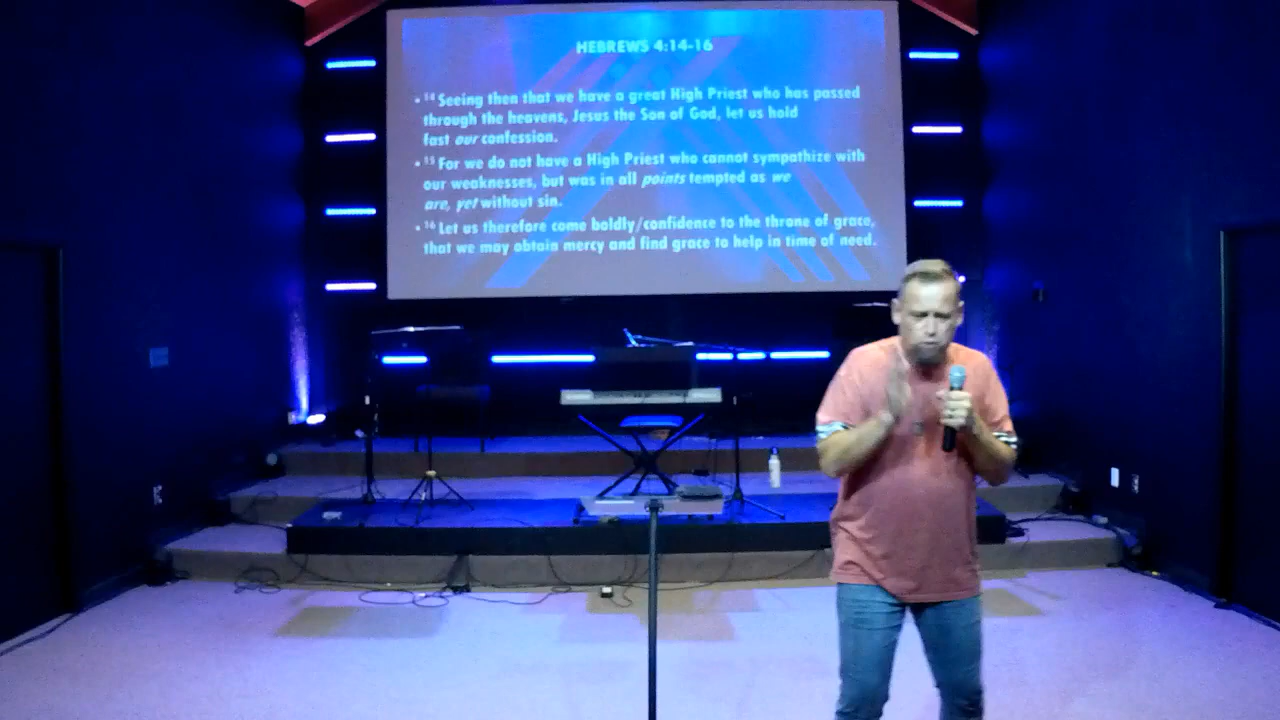 HEBREWS 4:14-16
• 14 Seeing then that we have a great High Priest who has passed
through the heavens, Jesus the Son of God, let us hold
fast our confession.
• 15 For we do not have a High Priest who cannot sympathize with
our weaknesses, but was in all points tempted as we
are, yet without sin.
• 16 Let us therefore come boldly/confidence to the throne of grace,
that we may obtain mercy and find grace to help in time of need.